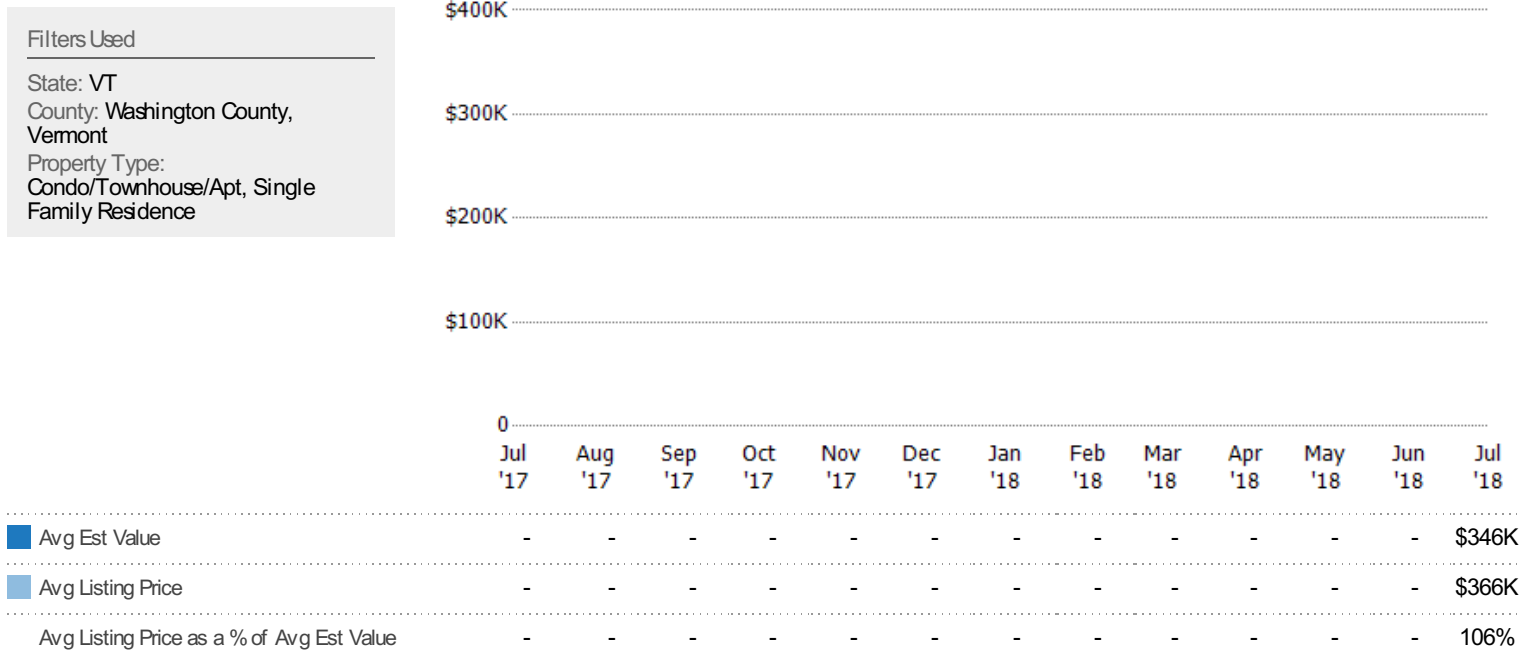 Filters Used
State: VT
County: Washington County,
Vermont
Property Type:
Condo/Townhouse/Apt, Single
Family Residence
$400K
$300K
$200K
$100K
0
Jul Aug Sep Oct Nov Dec Jan Feb Mar Apr May Jun Jul
'17 '17 '17 '17 '17 '17 '18 '18 '18 '18 '18 '18 '18
Avg Est Value - - - - - - - - - - - - $346K
Avg Listing Price - - - - - - - - - - - - $366K
Avg Listing Price as a % of Avg Est Value - - - - - - - - - - - - 106%